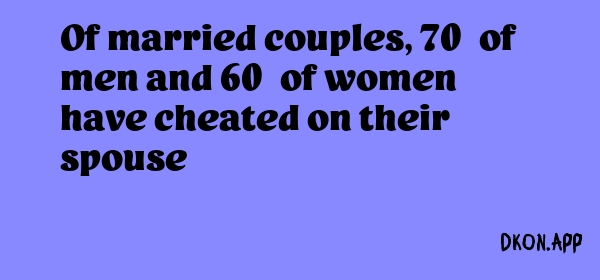 Of married couples, 70 of
men and 60 of women
have cheated on their
spouse
DKON.APP